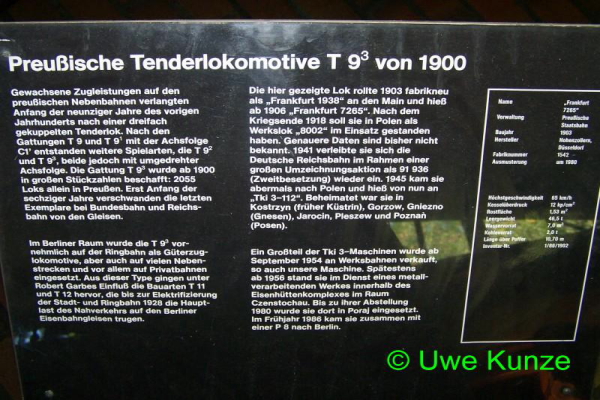 Preußische Tenderlokomotive T 9³ von 1900
Gewachsene Zugleistungen auf den
preußischen Nebenbahnen verlangten
Anfang der neunziger Jahre des vorigen
Jahrhunderts nach einer dreifach
gekuppelten Tenderlok. Nach den
Gattungen T 9 und T 9¹ mit der Achsfolge
C1' entstanden weitere Spielarten, die T 9²
und T 9³, beide jedoch mit umgedrehter
Achsfolge. Die Gattung T 9³ wurde ab 1900
in großen Stückzahlen beschafft: 2055
Loks allein in Preußen. Erst Anfang der
sechziger Jahre verschwanden die letzten
Exemplare bei Bundesbahn und Reichs-
bahn von den Gleisen.
Im Berliner Raum wurde die T 9³ vor-
nehmlich auf der Ringbahn als Güterzug-
lokomotive, aber auch auf vielen Neben-
strecken und vor allem auf Privatbahnen
eingesetzt. Aus dieser Type gingen unter
Robert Garbes Einfluß die Bauarten T 11
und T 12 hervor, die bis zur Elektrifizierung
der Stadt- und Ringbahn 1928 die Haupt-
last des Nahverkehrs auf den Berliner
Eisenbahngleisen trugen.
Die hier gezeigte Lok rollte 1903 fabrikneu
als „Frankfurt 1938" an den Main und hieß
ab 1906 „Frankfurt 7265". Nach dem
Kriegsende 1918 soll sie in Polen als
Werkslok „8002" im Einsatz gestanden
haben. Genauere Daten sind bisher nicht
bekannt. 1941 verleibte sie sich die
Deutsche Reichsbahn im Rahmen einer
großen Umzeichnungsaktion als 91 936
(Zweitbesetzung) wieder ein. 1945 kam sie
abermals nach Polen und hieß von nun an
„Tki 3–112". Beheimatet war sie in
Kostrzyn (früher Küstrin), Gorzow, Gniezno
(Gnesen), Jarocin, Pleszew und Poznań
(Posen).
Ein Großteil der Tki 3–Maschinen wurde ab
September 1954 an Werksbahnen verkauft,
so auch unsere Maschine. Spätestens
ab 1956 stand sie im Dienst eines metall-
verarbeitenden Werkes innerhalb des
Eisenhüttenkomplexes im Raum
Czenstochau. Bis zu ihrer Abstellung
1980 wurde sie dort in Poraj eingesetzt.
Im Frühjahr 1986 kam sie zusammen mit
einer P 8 nach Berlin.
Name „Frankfurt
7265"
Verwaltung Preußische
Staatsbahn
Baujahr 1903
Hersteller Hohenzollern,
Düsseldorf
Fabriknummer 1542
Ausmusterung um 1980
Höchstgeschwindigkeit 65 km/h
Kesselüberdruck 12 kg/cm²
Rostfläche 1,53 m²
Leergewicht 46,5 t
Wasservorrat 7,0 m³
Kohlevorrat 2,0 t
Länge über Puffer 10,70 m
Inventar-Nr.
© Uwe Kunze